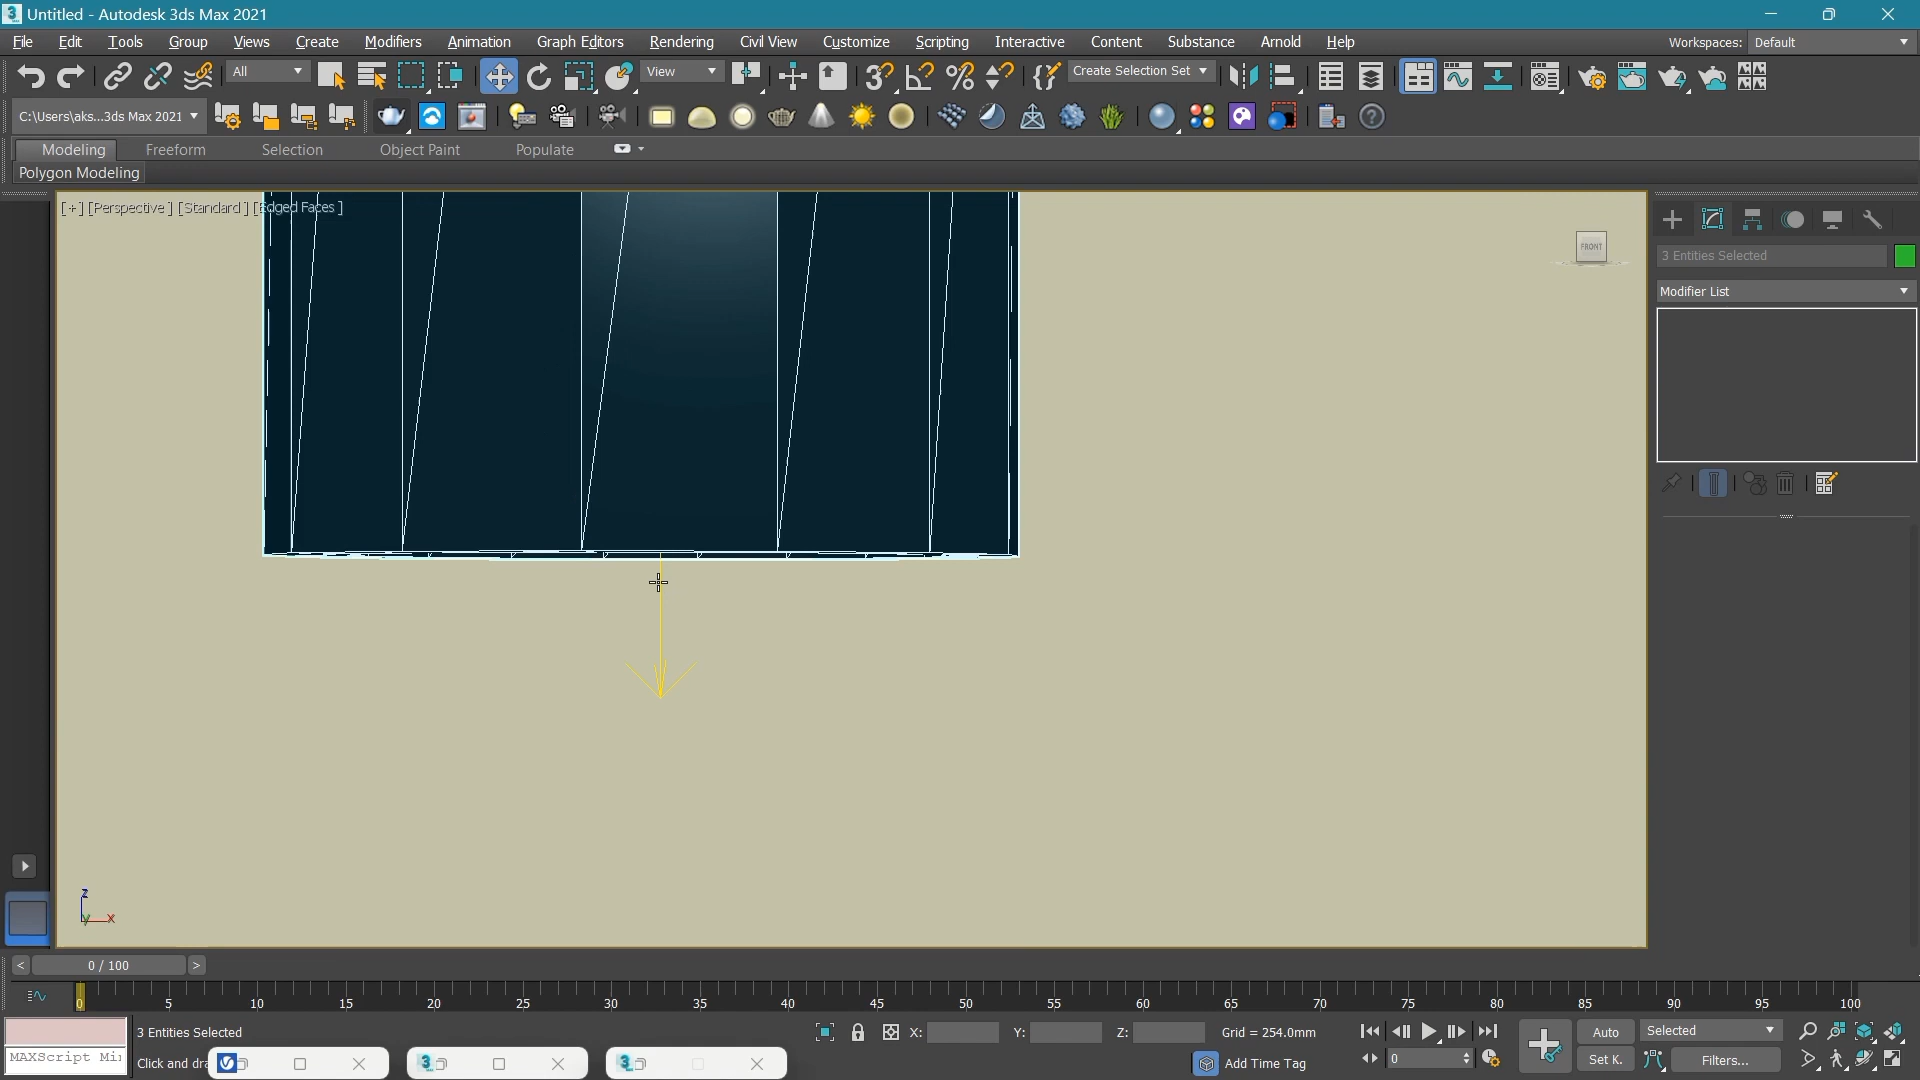 Untitled - Autodesk 3ds Max 2021
File Edit Tools Group Views Create Modifiers Animation Graph Editors Rendering Civil View Customize Scripting Interactive Content Substance Arnold Help Workspaces: Default
All View Create Selection Set
C:\Users\aks...3ds Max 2021
Modeling Freeform Selection Object Paint Populate
Polygon Modeling
[+] [Perspective ] [Standard ] [Edged Faces ]
FRONT
3 Entities Selected
Modifier List
z
y x
0 / 100
0 5 10 15 20 25 30 35 40 45 50 55 60 65 70 75 80 85 90 95 100
3 Entities Selected X: Y: Z: Grid = 254.0mm Auto Selected
MAXScript Mi Click and dra Add Time Tag 0 Set K. Filters...